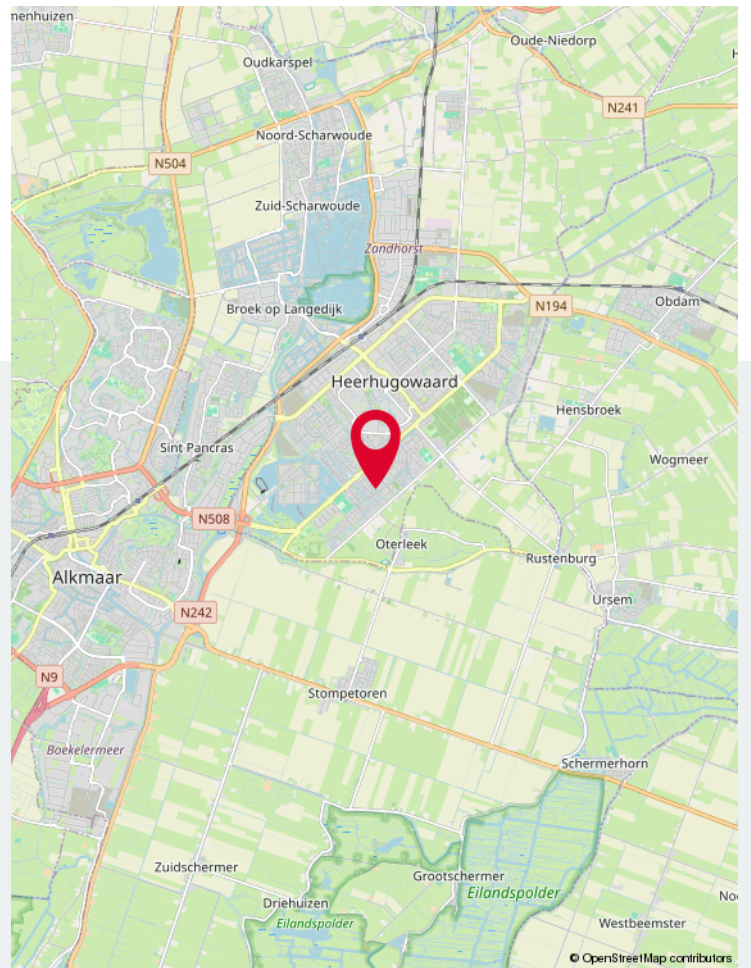 menhuizen
Oude-Niedorp
Oudkarspel
N241
H
Noord-Scharwoude
N504
Zuid-Scharwoude
Zandhorst
Obdam
N194
Broek op Langedijk
Heerhugowaard
Hensbroek
Sint Pancras
Wogmeer
N508
Oterleek
Rustenburg
Alkmaar
Ursem
N242
N9
Stompetoren
Boekelermeer
Schermerhorn
Zuidschermer
Grootschermer
Eilandspolder
No
Driehuizen
Eilandspolder
Westbeemster
© OpenStreetMap contributors